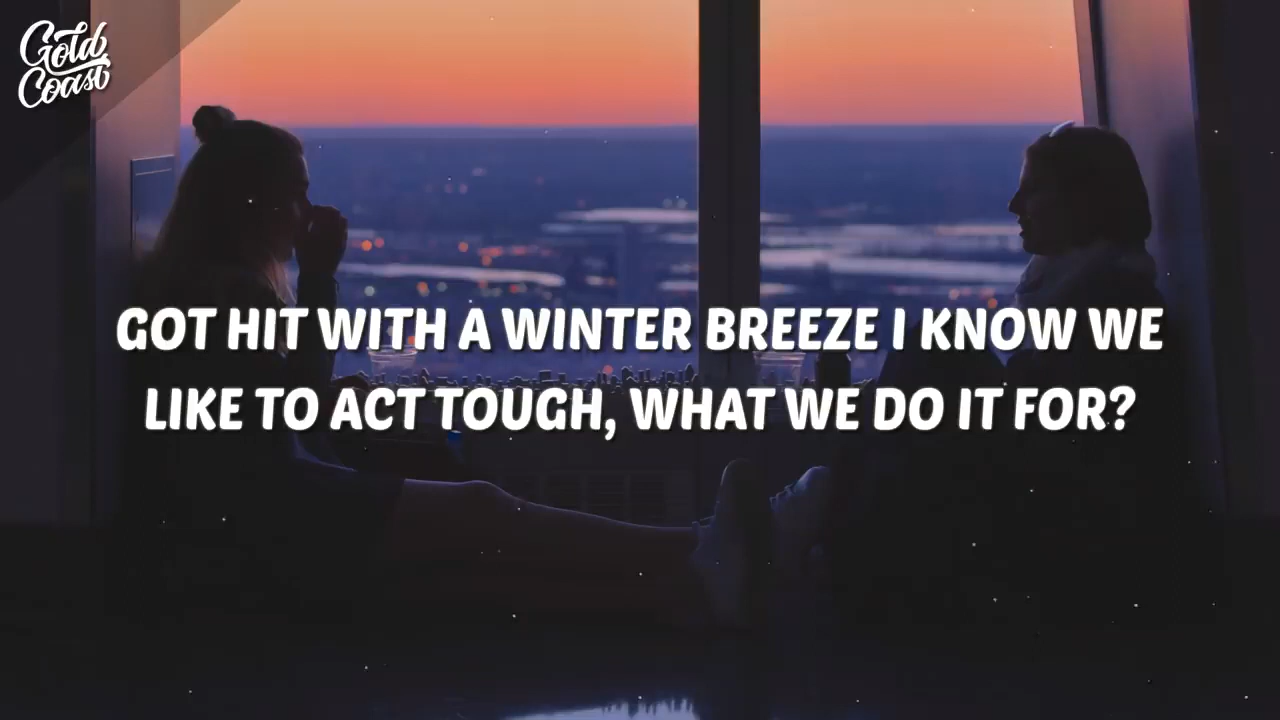 Gold
Coast
GOT HIT WITH A WINTER BREEZE I KNOW WE
LIKE TO ACT TOUGH, WHAT WE DO IT FOR?